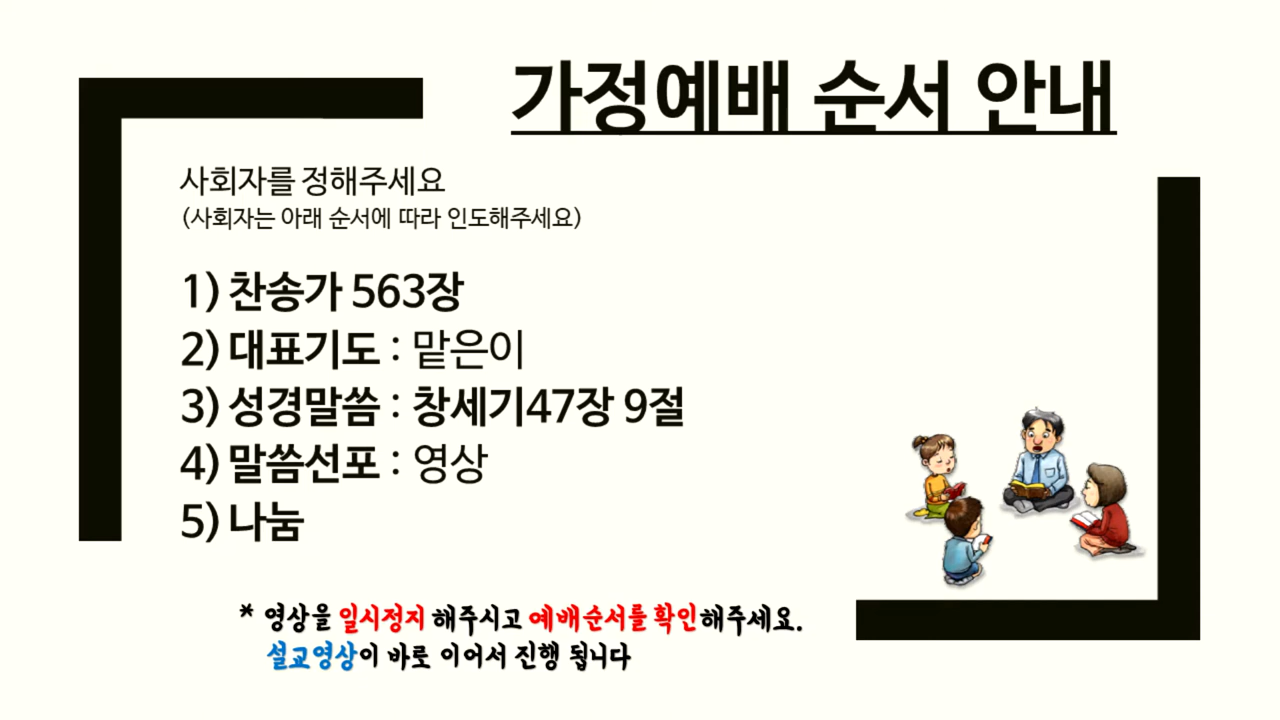 가정예배 순서 안내
사회자를 정해주세요
(사회자는 아래 순서에 따라 인도해주세요)
1) 찬송가 563장
2) 대표기도 : 맡은이
3) 성경말씀 : 창세기47장 9절
4) 말씀선포 : 영상
5) 나눔
* 영상을 일시정지 해주시고 예배순서를 확인해주세요.
설교영상이 바로 이어서 진행 됩니다